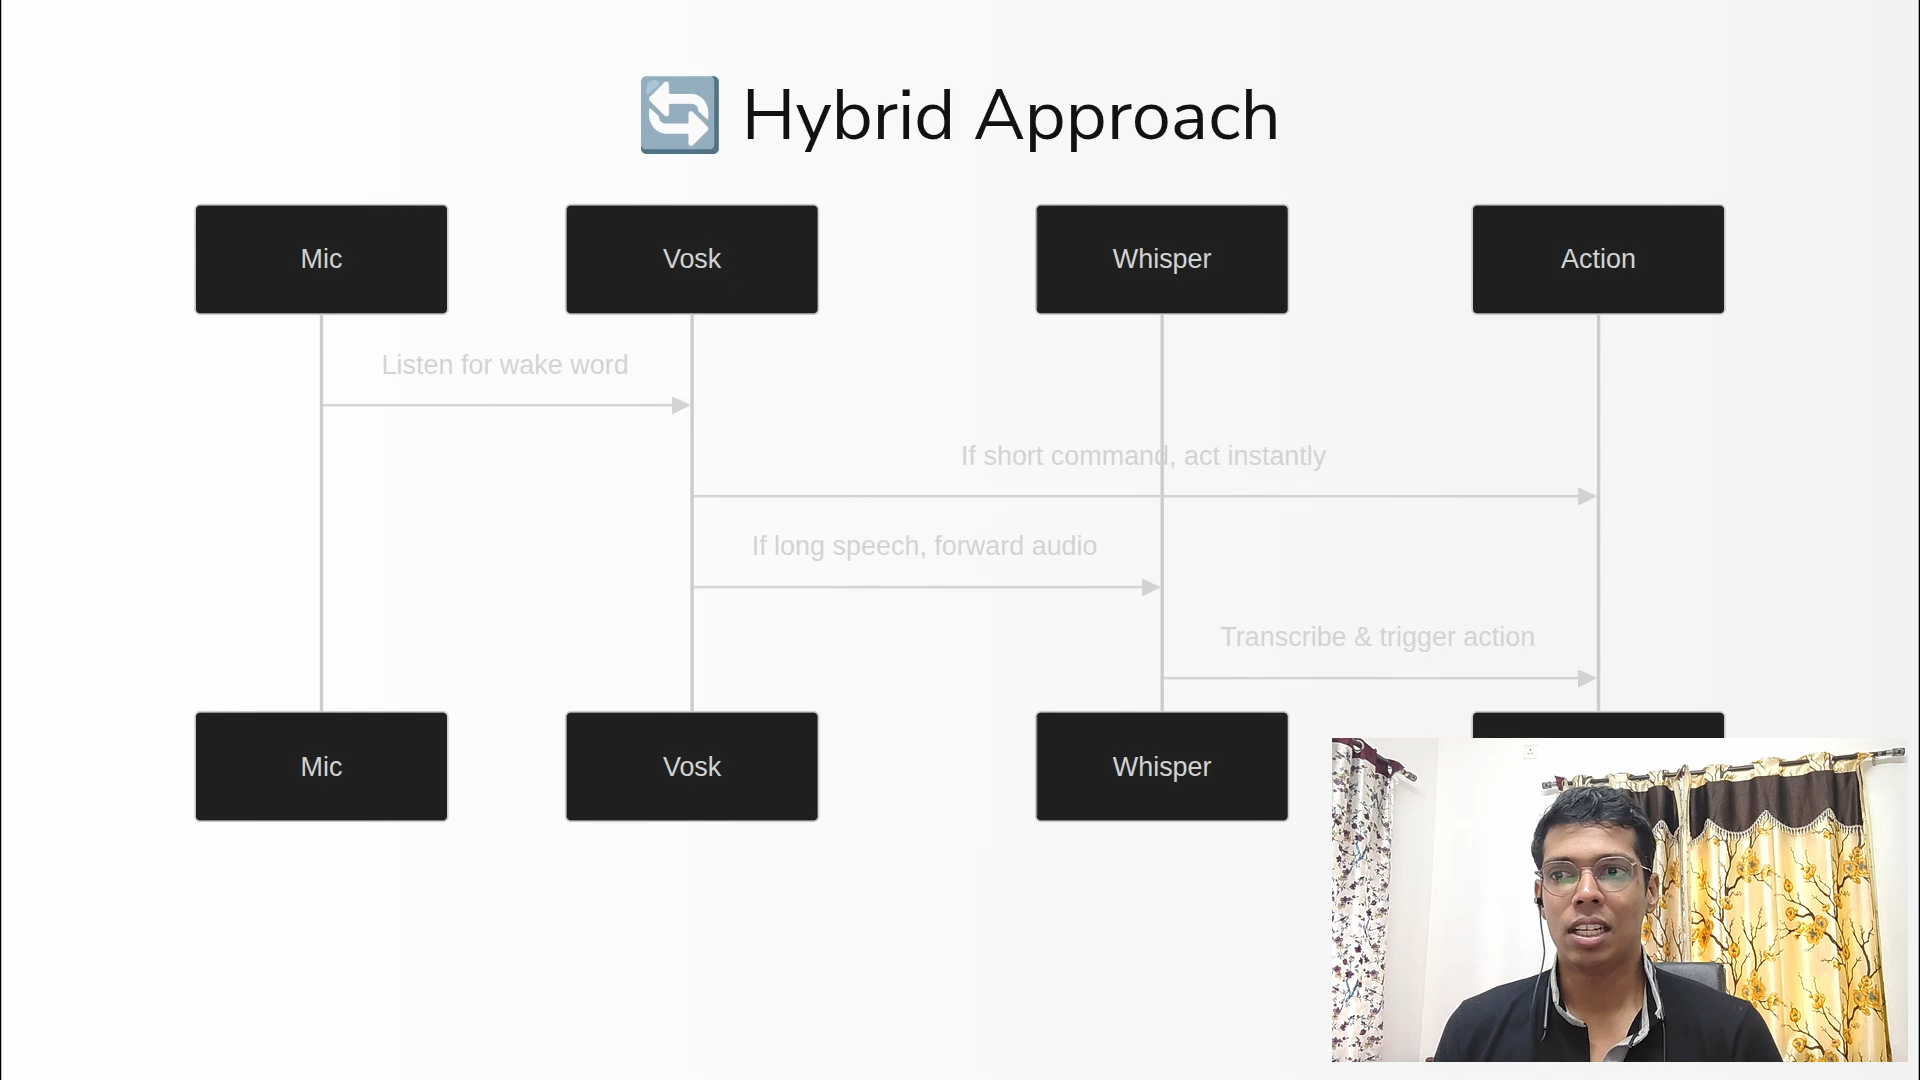 🔄 Hybrid Approach
Mic
Vosk
Whisper
Action
Listen for wake word
If short command, act instantly
If long speech, forward audio
Transcribe & trigger action
Mic
Vosk
Whisper